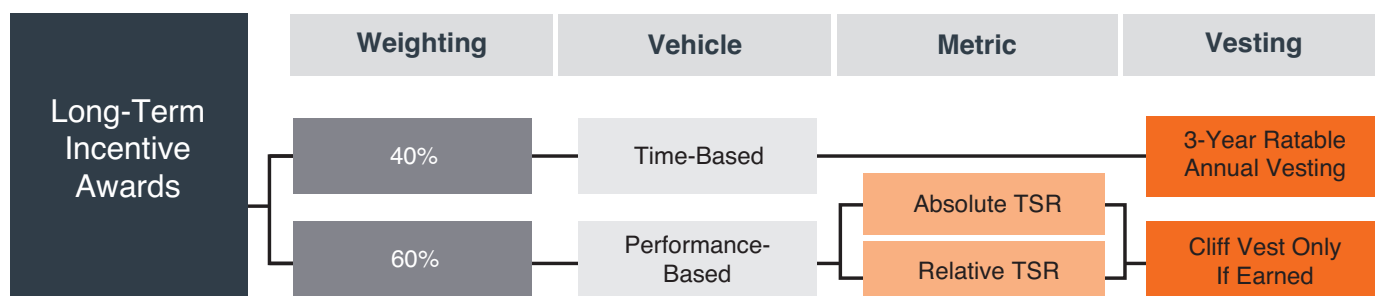 Long-Term
Incentive
Awards
Weighting
Vehicle
Metric
Vesting
40%
Time-Based
3-Year Ratable
Annual Vesting
60%
Performance-
Based
Absolute TSR
Relative TSR
Cliff Vest Only
If Earned